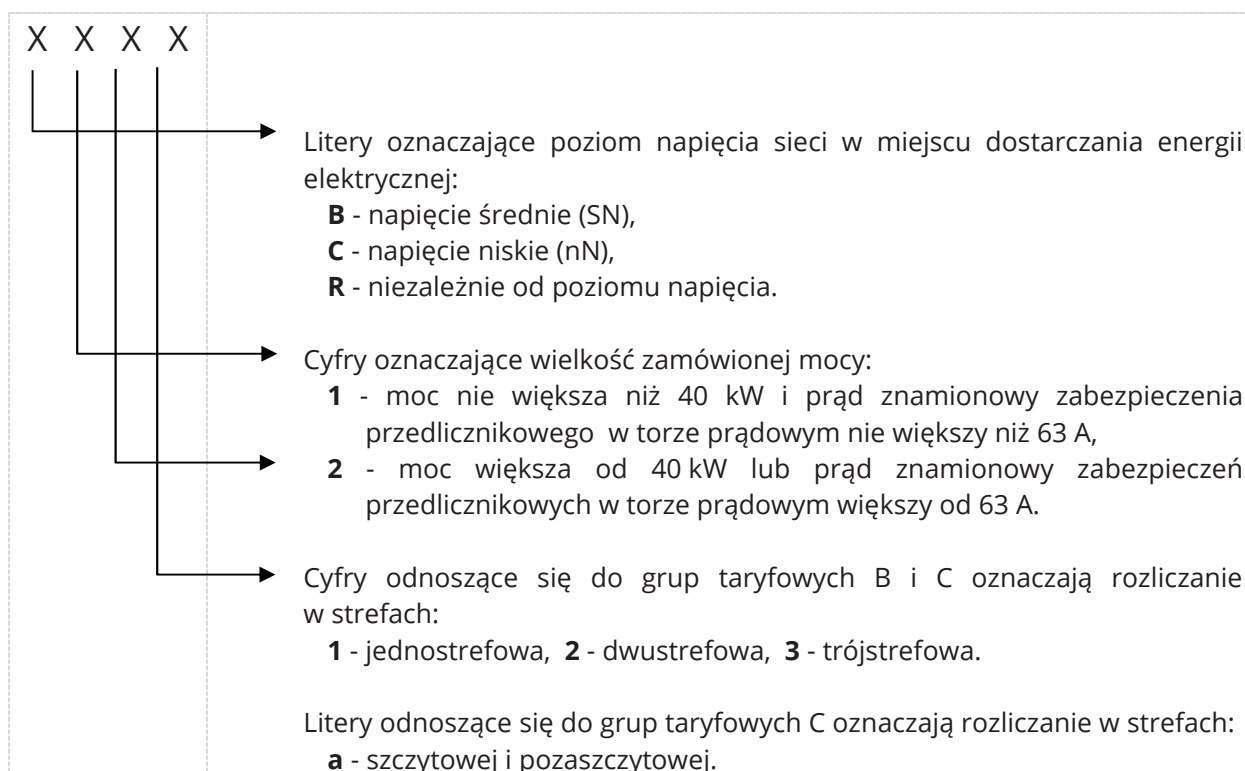 X X X X
Litery oznaczające poziom napięcia sieci w miejscu dostarczania energii
elektrycznej:
B - napięcie średnie (SN),
C - napięcie niskie (nN),
R - niezależnie od poziomu napięcia.
Cyfry oznaczające wielkość zamówionej mocy:
1 - moc nie większa niż 40 kW i prąd znamionowy zabezpieczenia
przedlicznikowego w torze prądowym nie większy niż 63 A,
2 - moc większa od 40 kW lub prąd znamionowy zabezpieczeń
przedlicznikowych w torze prądowym większy od 63 A.
Cyfry odnoszące się do grup taryfowych B i C oznaczają rozliczanie
w strefach:
1 - jednostrefowa, 2 - dwustrefowa, 3 - trójstrefowa.
Litery odnoszące się do grup taryfowych C oznaczają rozliczanie w strefach:
a - szczytowej i pozaszczytowej.